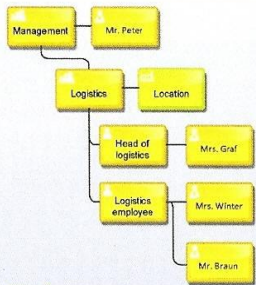 Management
Mr. Peter
Logistics
Location
Head of
logistics
Mrs. Graf
Logistics
employee
Mrs. Winter
Mr. Braun